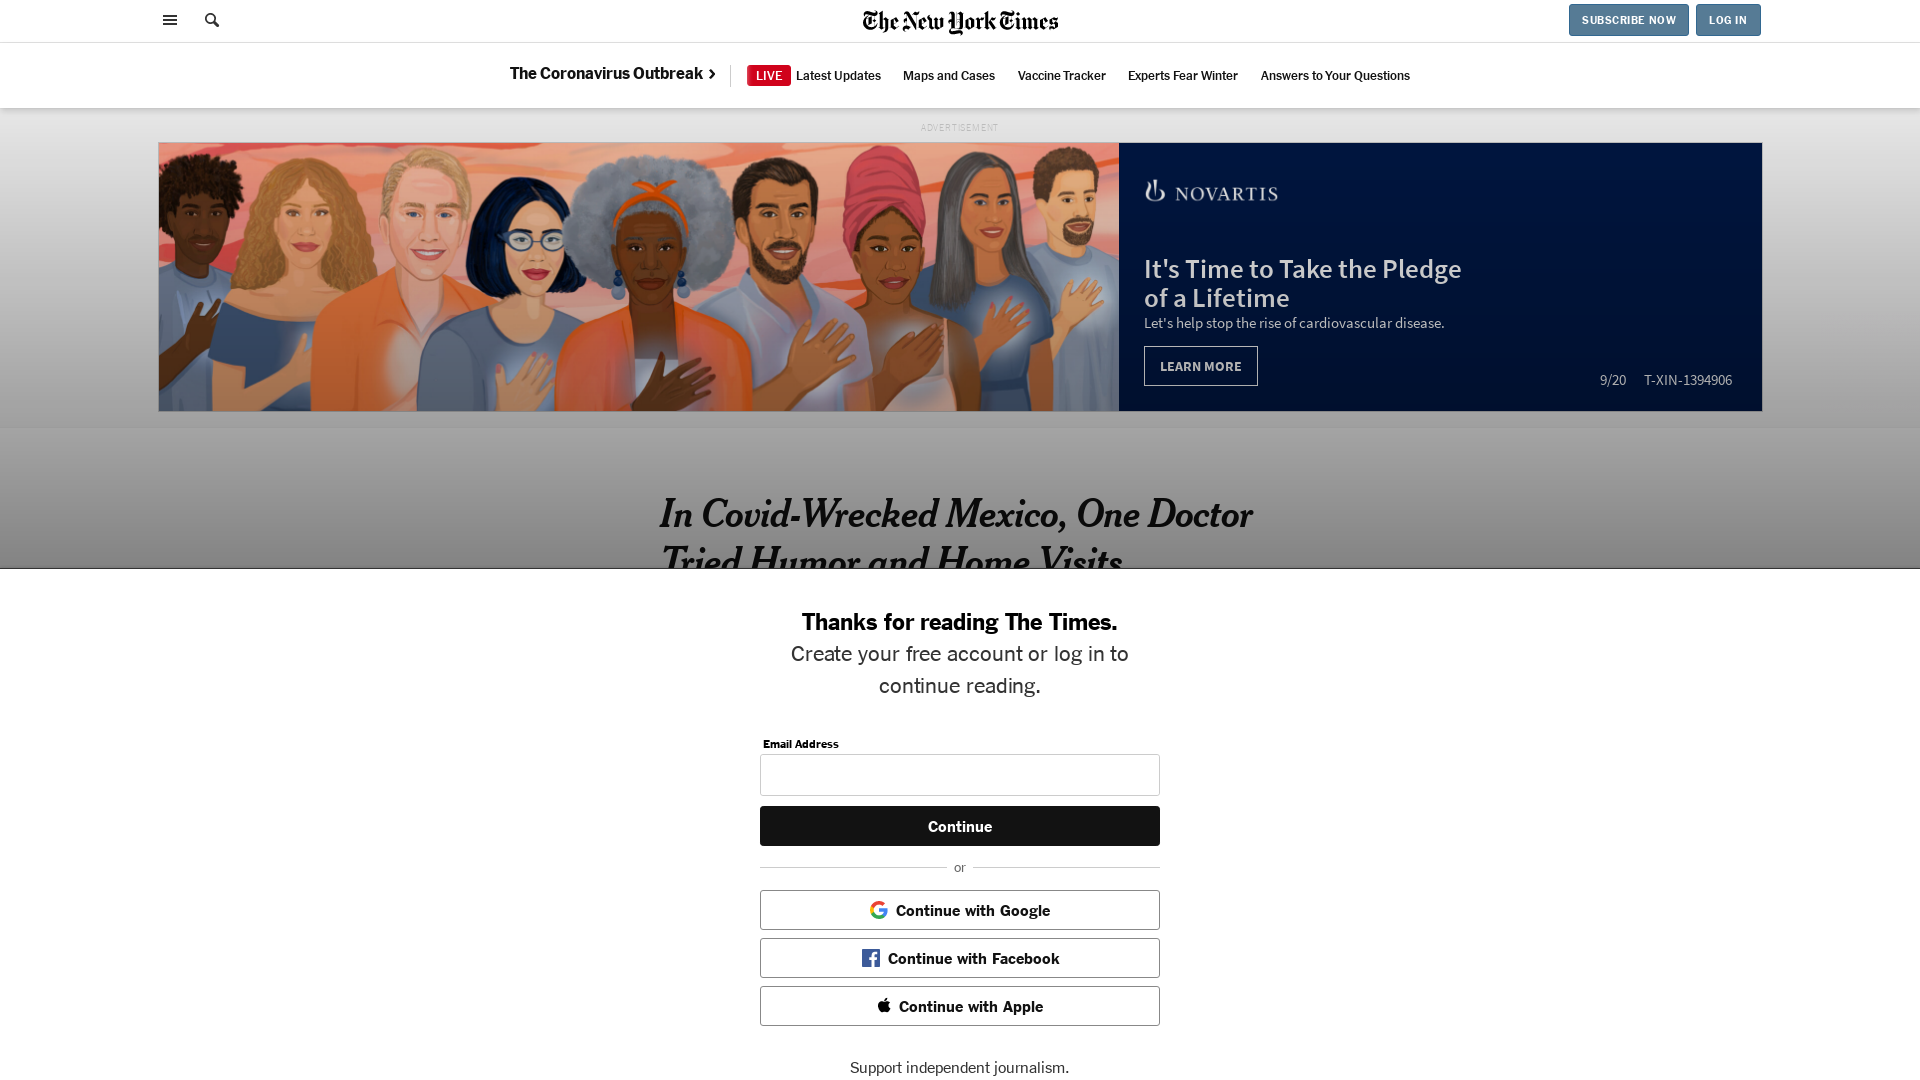 The New York Times
SUBSCRIBE NOW
LOG IN
The Coronavirus Outbreak
LIVE Latest Updates
Maps and Cases
Vaccine Tracker
Experts Fear Winter
Answers to Your Questions
ADVERTISEMENT
NOVARTIS
It's Time to Take the Pledge
of a Lifetime
Let's help stop the rise of cardiovascular disease.
LEARN MORE
9/20 T-XIN-1394906
In Covid-Wrecked Mexico, One Doctor
Tried Humor and Home Visits
Thanks for reading The Times.
Create your free account or log in to
continue reading.
Email Address
Continue
or
Continue with Google
Continue with Facebook
Continue with Apple
Support independent journalism.